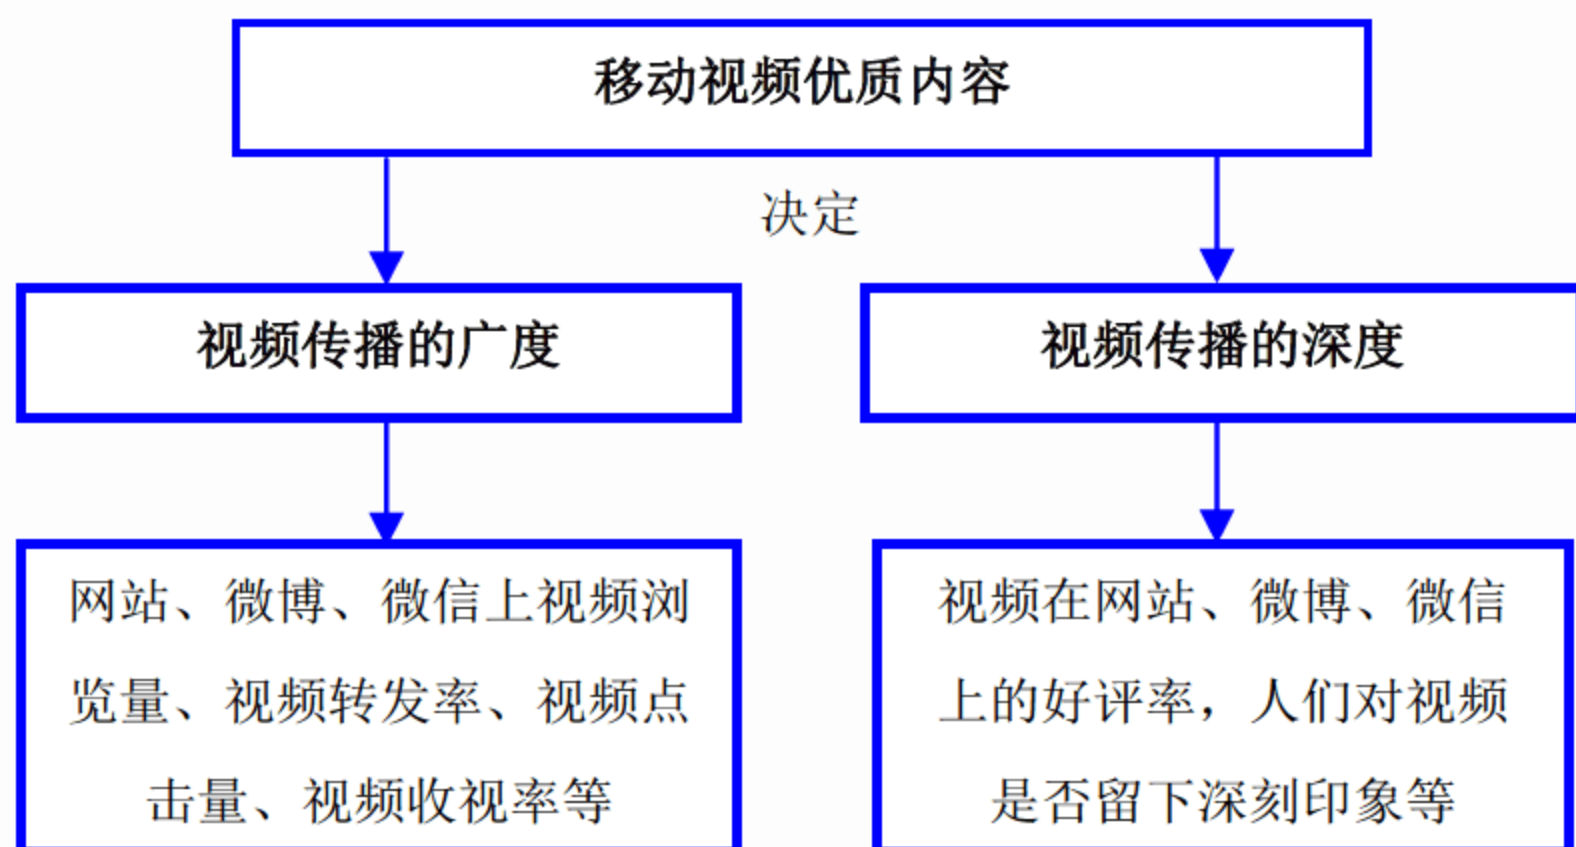 移动视频优质内容
决定
视频传播的广度
视频传播的深度
网站、微博、微信上视频浏
览量、视频转发率、视频点
击量、视频收视率等
视频在网站、微博、微信
上的好评率，人们对视频
是否留下深刻印象等